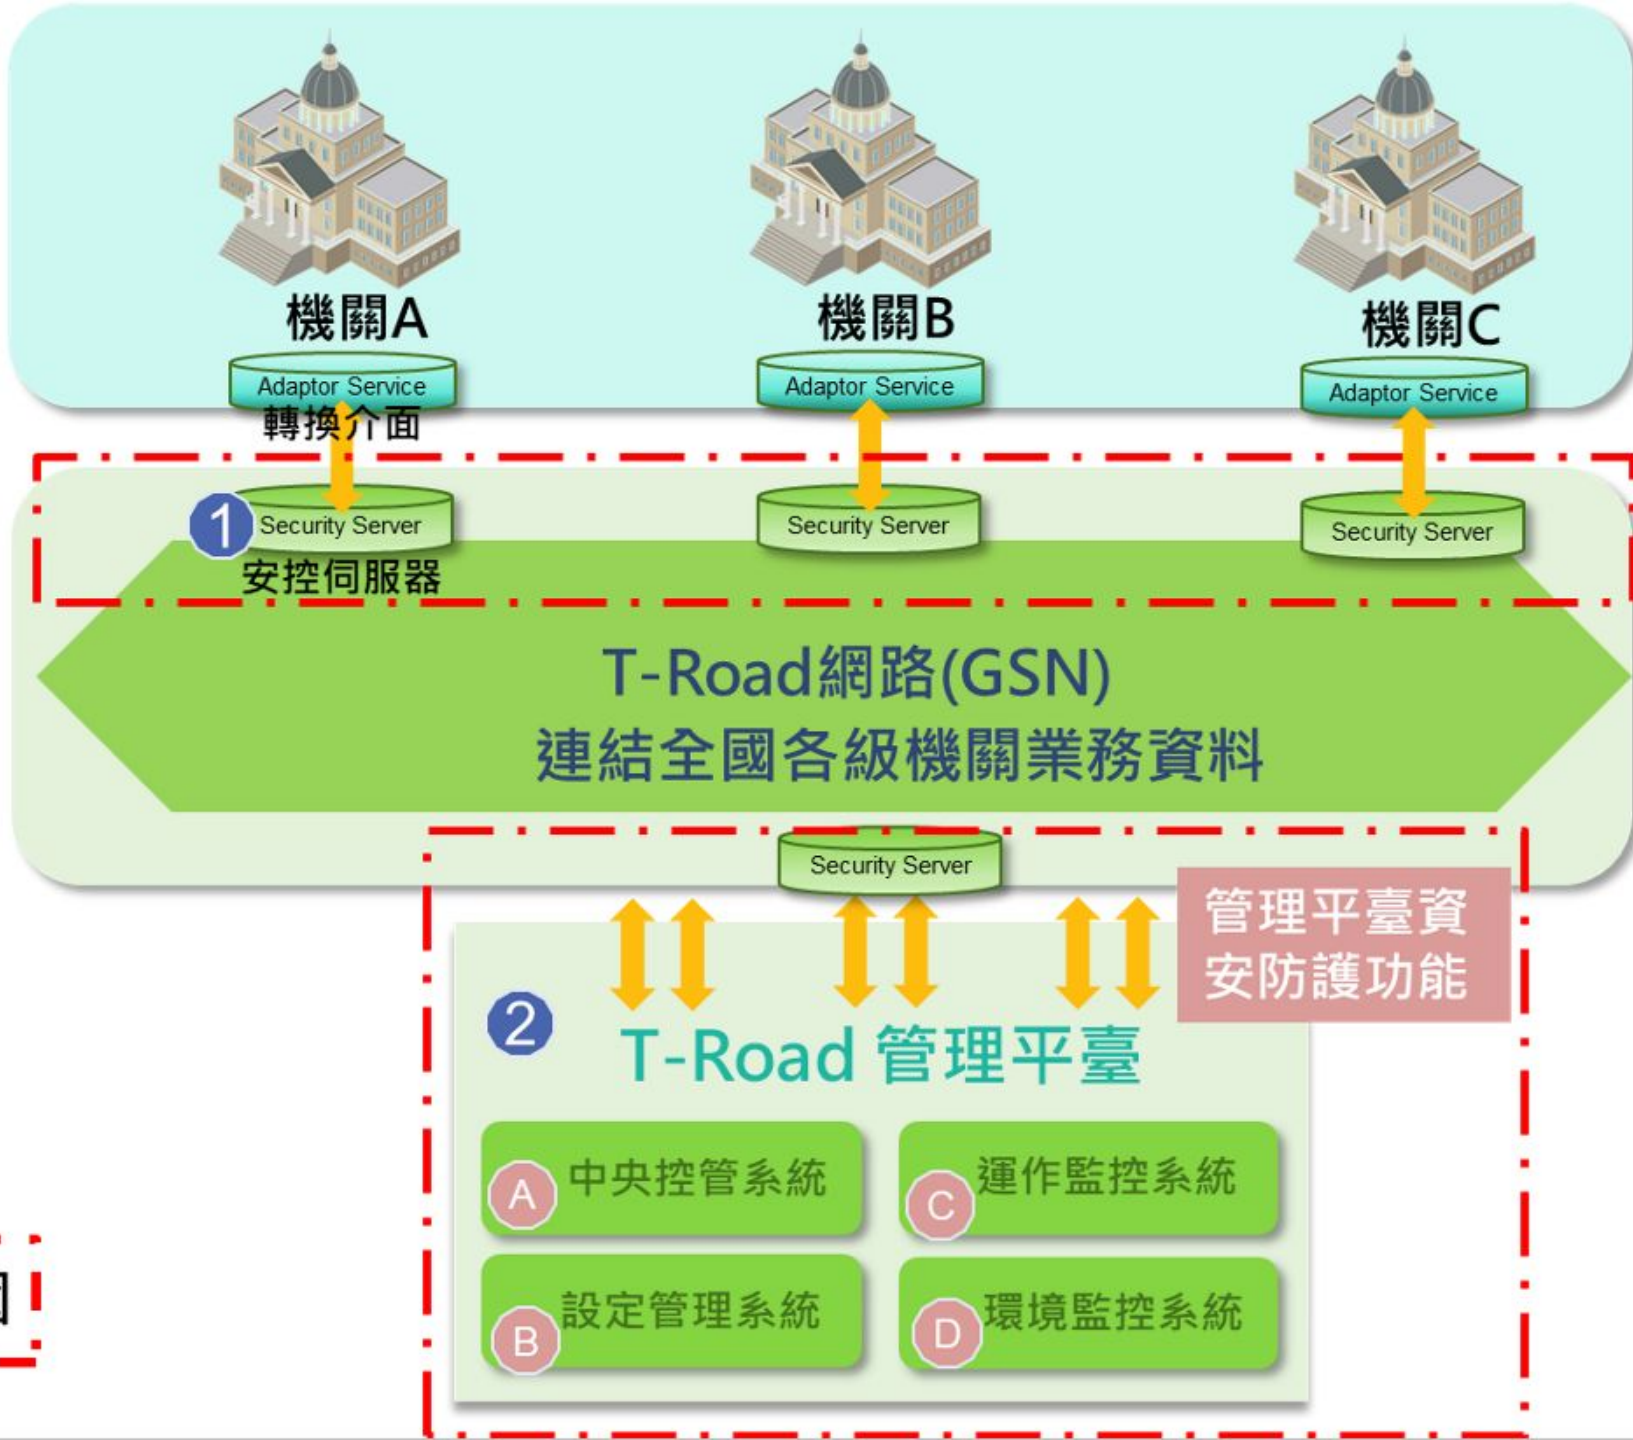 機關A
機關B
機關C
Adaptor Service
Adaptor Service
Adaptor Service
轉換介面
1
Security Server
Security Server
Security Server
安控伺服器
T-Road網路(GSN)
連結全國各級機關業務資料
Security Server
管理平臺資
安防護功能
2
T-Road 管理平臺
A
中央控管系統
C
運作監控系統
B
設定管理系統
D
環境監控系統